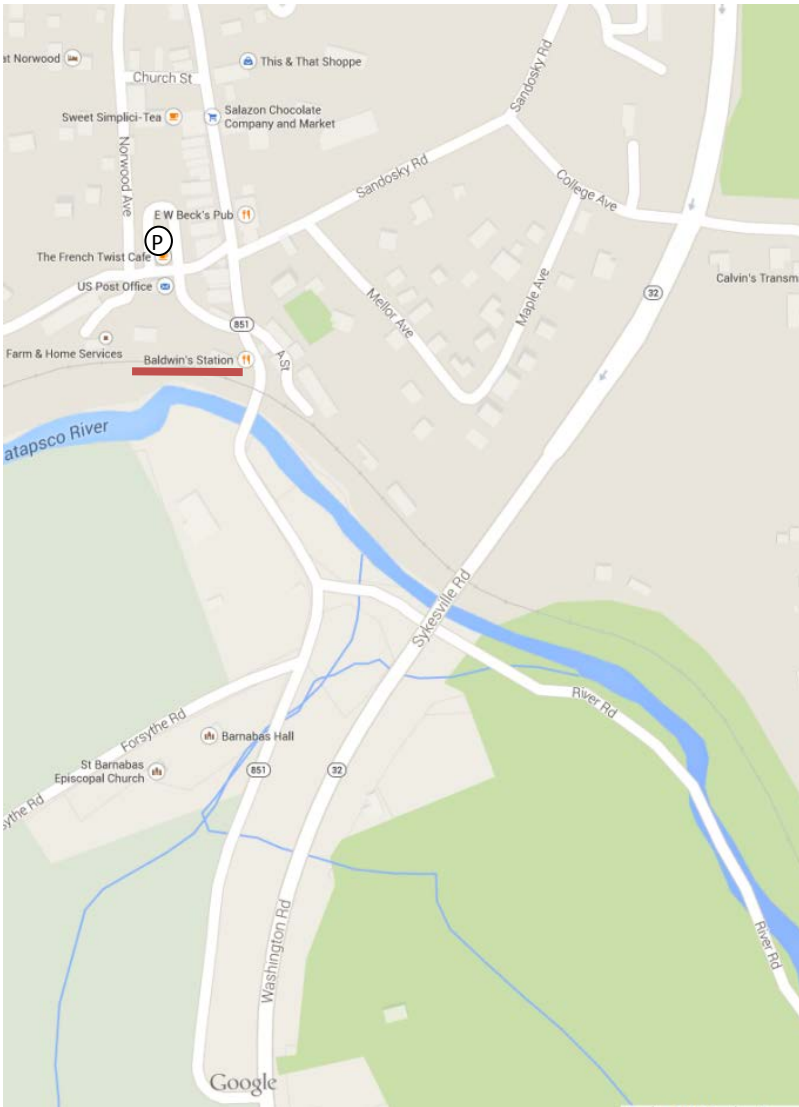 at Norwood
This & That Shoppe
Church St
Sandosky Rd
Sweet Simplici-Tea
Salazon Chocolate
Company and Market
Norwood Ave
Sandosky Rd
College Ave
E W Beck's Pub
P
The French Twist Cafe
US Post Office
Calvin's Transm
32
Mellor Ave
Maple Ave
851
Farm & Home Services
Baldwin's Station
A St
atapsco River
Sykesville Rd
River Rd
Forsythe Rd
Barnabas Hall
St Barnabas
Episcopal Church
851
32
sythe Rd
Washington Rd
River Rd
Google